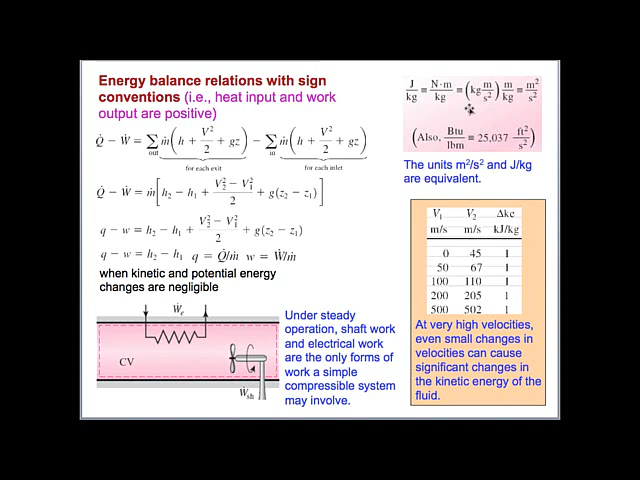 Energy balance relations with sign
conventions (i.e., heat input and work
output are positive)
Q̇ − Ẇ = ∑out ṁ(h + V²/2 + gz) − ∑in ṁ(h + V²/2 + gz)
for each exit for each inlet
Q̇ − Ẇ = ṁ[h₂ − h₁ + (V₂² − V₁²)/2 + g(z₂ − z₁)]
q − w = h₂ − h₁ + (V₂² − V₁²)/2 + g(z₂ − z₁)
q − w = h₂ − h₁ q = Q̇/ṁ w = Ẇ/ṁ
when kinetic and potential energy
changes are negligible
Ẇe
CV
Ẇsh
Under steady
operation, shaft work
and electrical work
are the only forms of
work a simple
compressible system
may involve.
J/kg ≡ N·m/kg ≡ (kg m/s²) m/kg ≡ m²/s²
(Also, Btu/lbm ≡ 25,037 ft²/s²)
The units m²/s² and J/kg
are equivalent.
V₁ V₂ Δke
m/s m/s kJ/kg
0 45 1
50 67 1
100 110 1
200 205 1
500 502 1
At very high velocities,
even small changes in
velocities can cause
significant changes in
the kinetic energy of the
fluid.